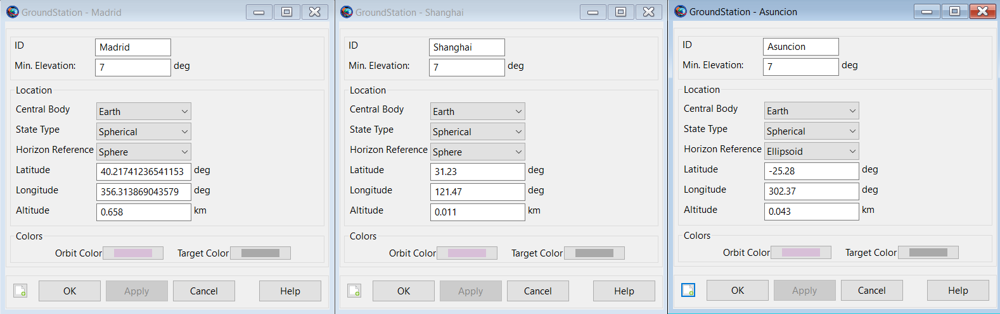 GroundStation - Madrid
ID Madrid
Min. Elevation: 7 deg
Location
Central Body Earth
State Type Spherical
Horizon Reference Sphere
Latitude 40.21741236541153 deg
Longitude 356.313869043579 deg
Altitude 0.658 km
Colors
Orbit Color Target Color
OK Apply Cancel Help
GroundStation - Shanghai
ID Shanghai
Min. Elevation: 7 deg
Location
Central Body Earth
State Type Spherical
Horizon Reference Sphere
Latitude 31.23 deg
Longitude 121.47 deg
Altitude 0.011 km
Colors
Orbit Color Target Color
OK Apply Cancel Help
GroundStation - Asuncion
ID Asuncion
Min. Elevation: 7 deg
Location
Central Body Earth
State Type Spherical
Horizon Reference Ellipsoid
Latitude -25.28 deg
Longitude 302.37 deg
Altitude 0.043 km
Colors
Orbit Color Target Color
OK Apply Cancel Help